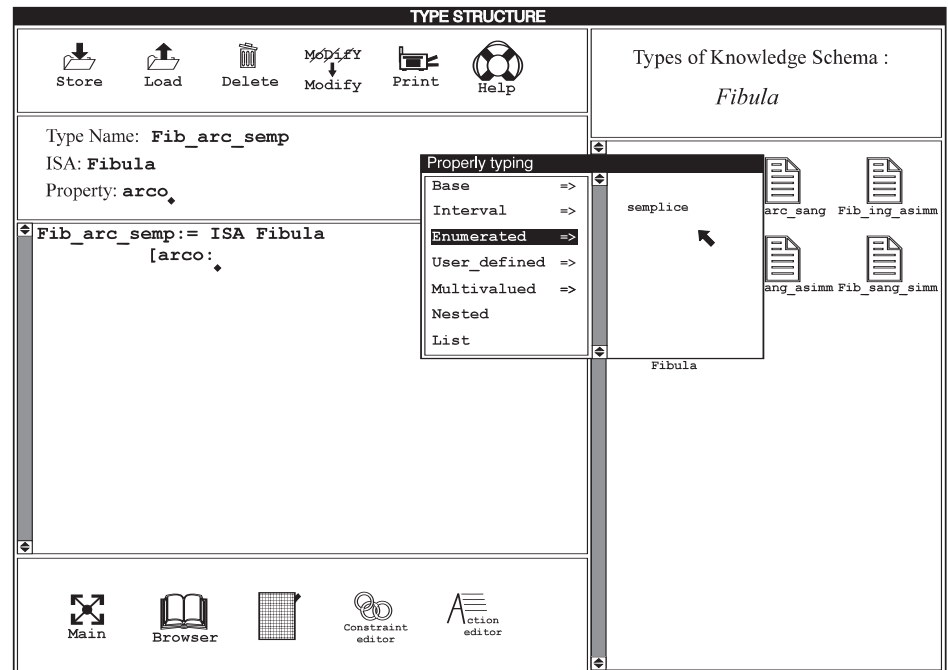 TYPE STRUCTURE
Store
Load
Delete
MoDifY
Modify
Print
Help
Types of Knowledge Schema :
Fibula
Type Name: Fib_arc_semp
ISA: Fibula
Property: arco
Fib_arc_semp:= ISA Fibula
[arco:
Properly typing
Base =>
Interval =>
Enumerated =>
User_defined =>
Multivalued =>
Nested
List
semplice
arc_sang Fib_ing_asimm
ang_asimm Fib_sang_simm
Fibula
Main
Browser
Constraint
editor
Action
editor